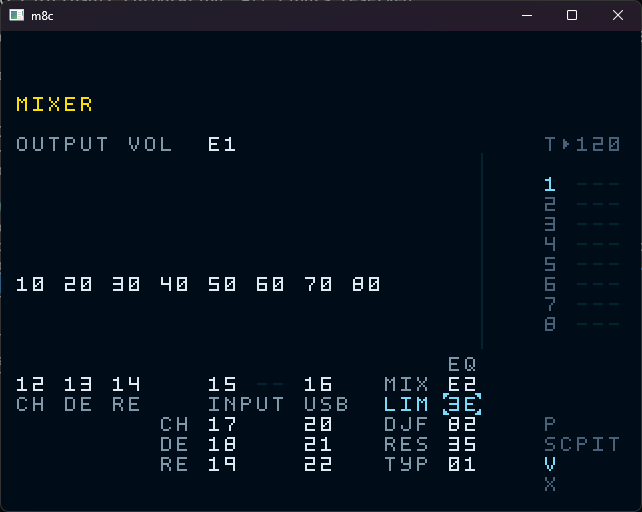 m8c
MIXER
OUTPUT VOL E1 T▸120
1 ---
2 ---
3 ---
4 ---
5 ---
6 ---
7 ---
8 ---
10 20 30 40 50 60 70 80
EQ
12 13 14 15 -- 16 MIX E2
CH DE RE INPUT USB LIM 3E
CH 17 20 DJF 82 P
DE 18 21 RES 35 SCPIT
RE 19 22 TYP 01 V
X